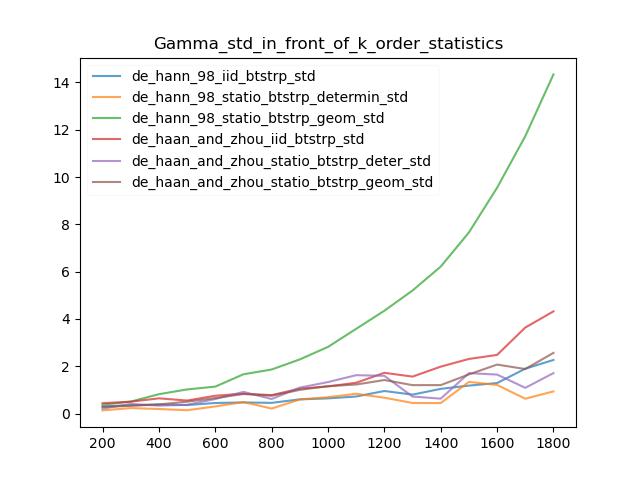 Gamma_std_in_front_of_k_order_statistics
de_hann_98_iid_btstrp_std
de_hann_98_statio_btstrp_determin_std
de_hann_98_statio_btstrp_geom_std
de_haan_and_zhou_iid_btstrp_std
de_haan_and_zhou_statio_btstrp_deter_std
de_haan_and_zhou_statio_btstrp_geom_std
14
12
10
8
6
4
2
0
200 400 600 800 1000 1200 1400 1600 1800